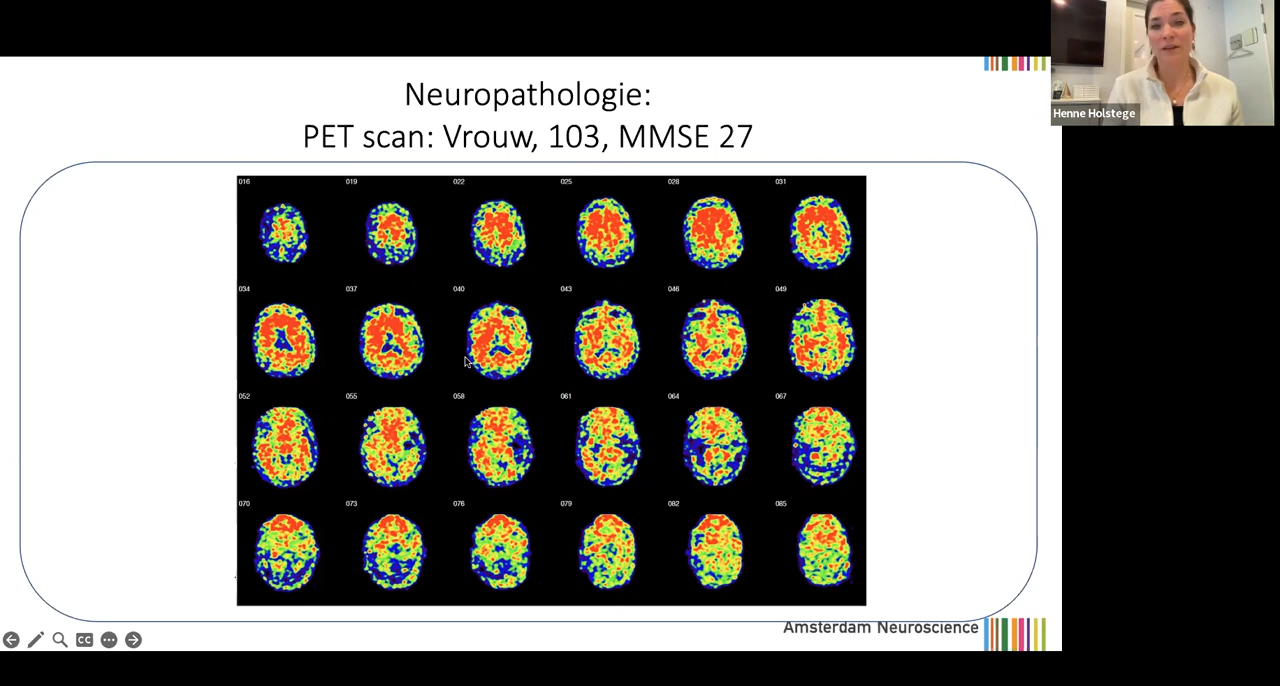 Neuropathologie:
PET scan: Vrouw, 103, MMSE 27
Henne Holstege
016 019 022 025 028 031
034 037 040 043 046 049
052 055 058 061 064 067
070 073 076 079 082 085
Amsterdam Neuroscience
CC